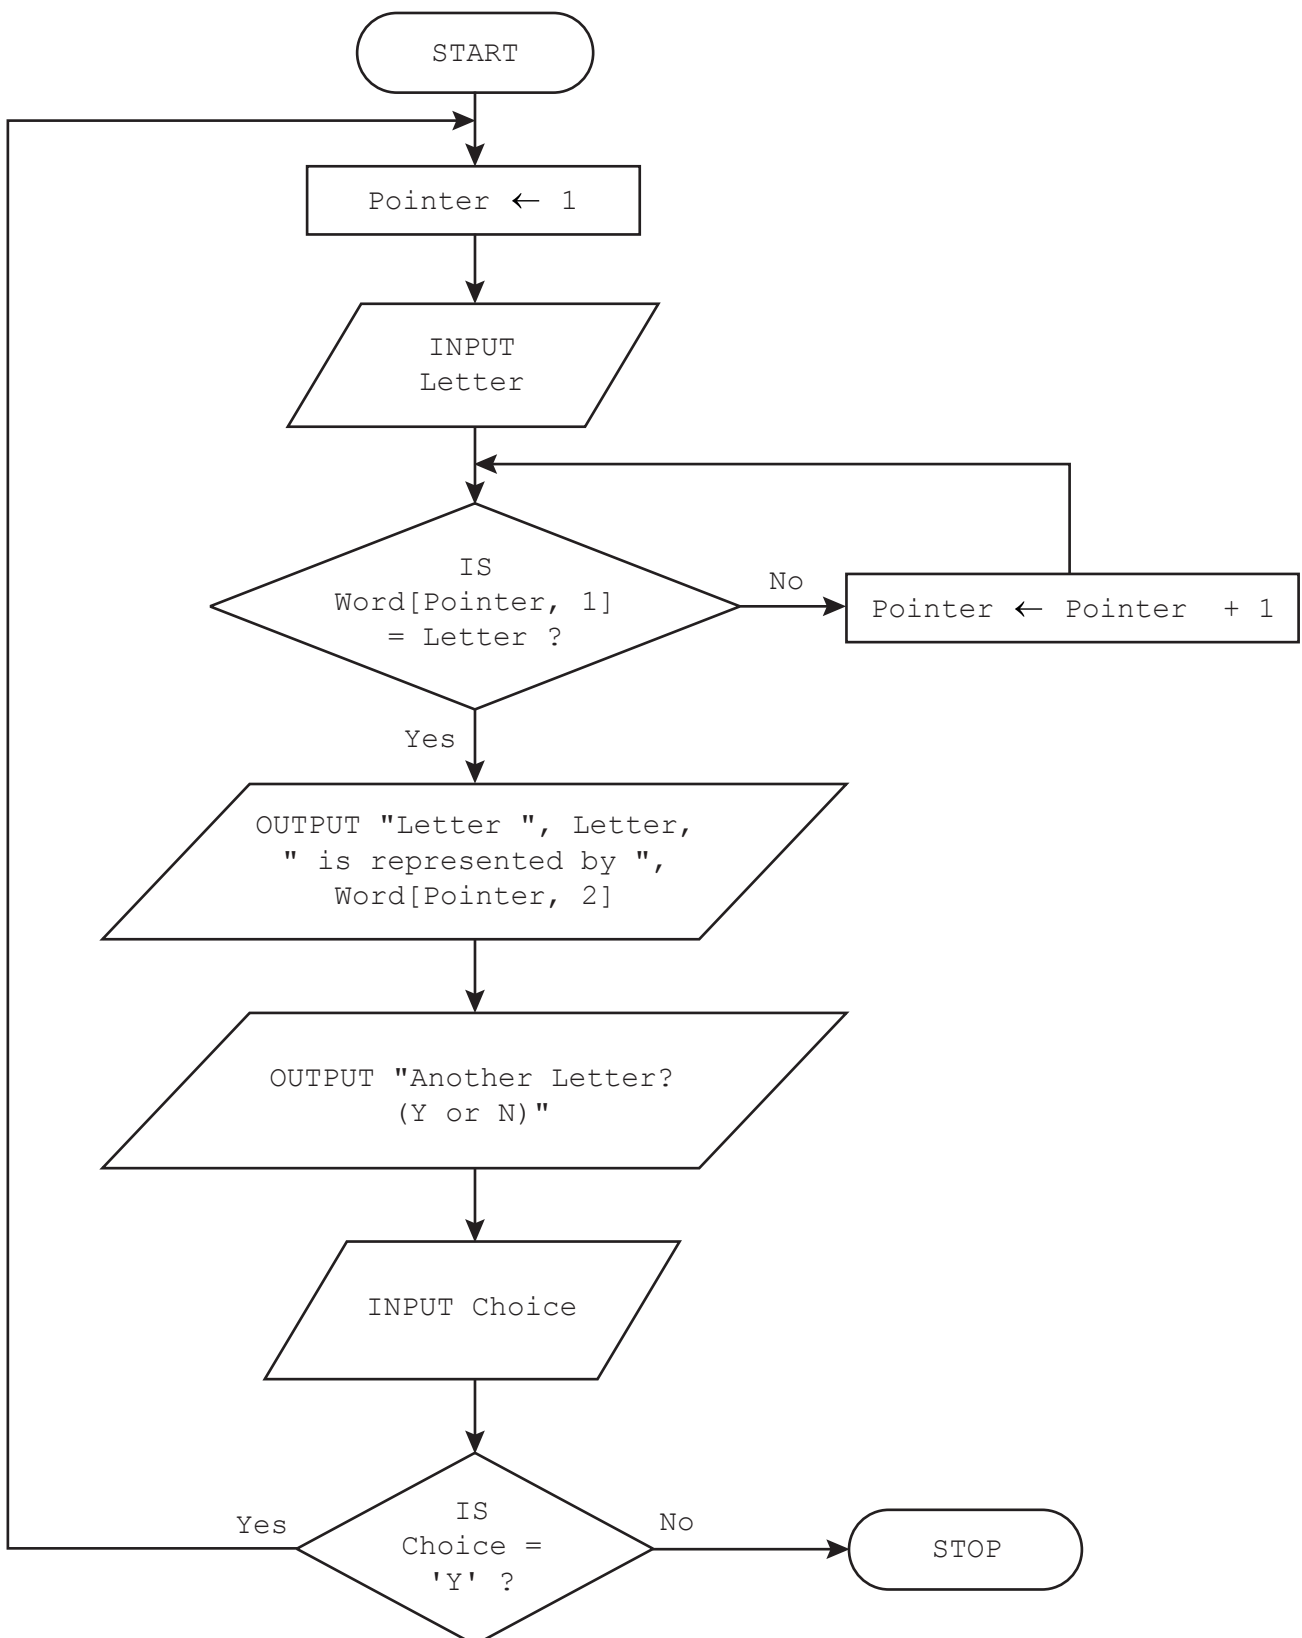 START
Pointer ← 1
INPUT
Letter
IS
Word[Pointer, 1]
= Letter ?
No
Pointer ← Pointer + 1
Yes
OUTPUT "Letter ", Letter,
" is represented by ",
Word[Pointer, 2]
OUTPUT "Another Letter?
(Y or N)"
INPUT Choice
IS
Choice =
'Y' ?
Yes
No
STOP